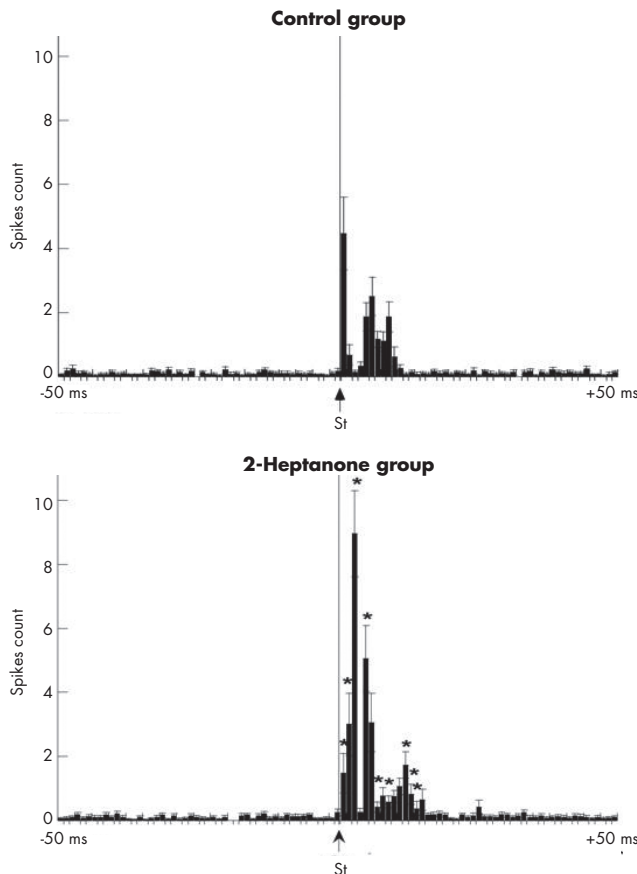 Control group
10
8
6
4
2
0
Spikes count
-50 ms
+50 ms
St
2-Heptanone group
10
8
6
4
2
0
Spikes count
* * * * * * * * *
-50 ms
+50 ms
St